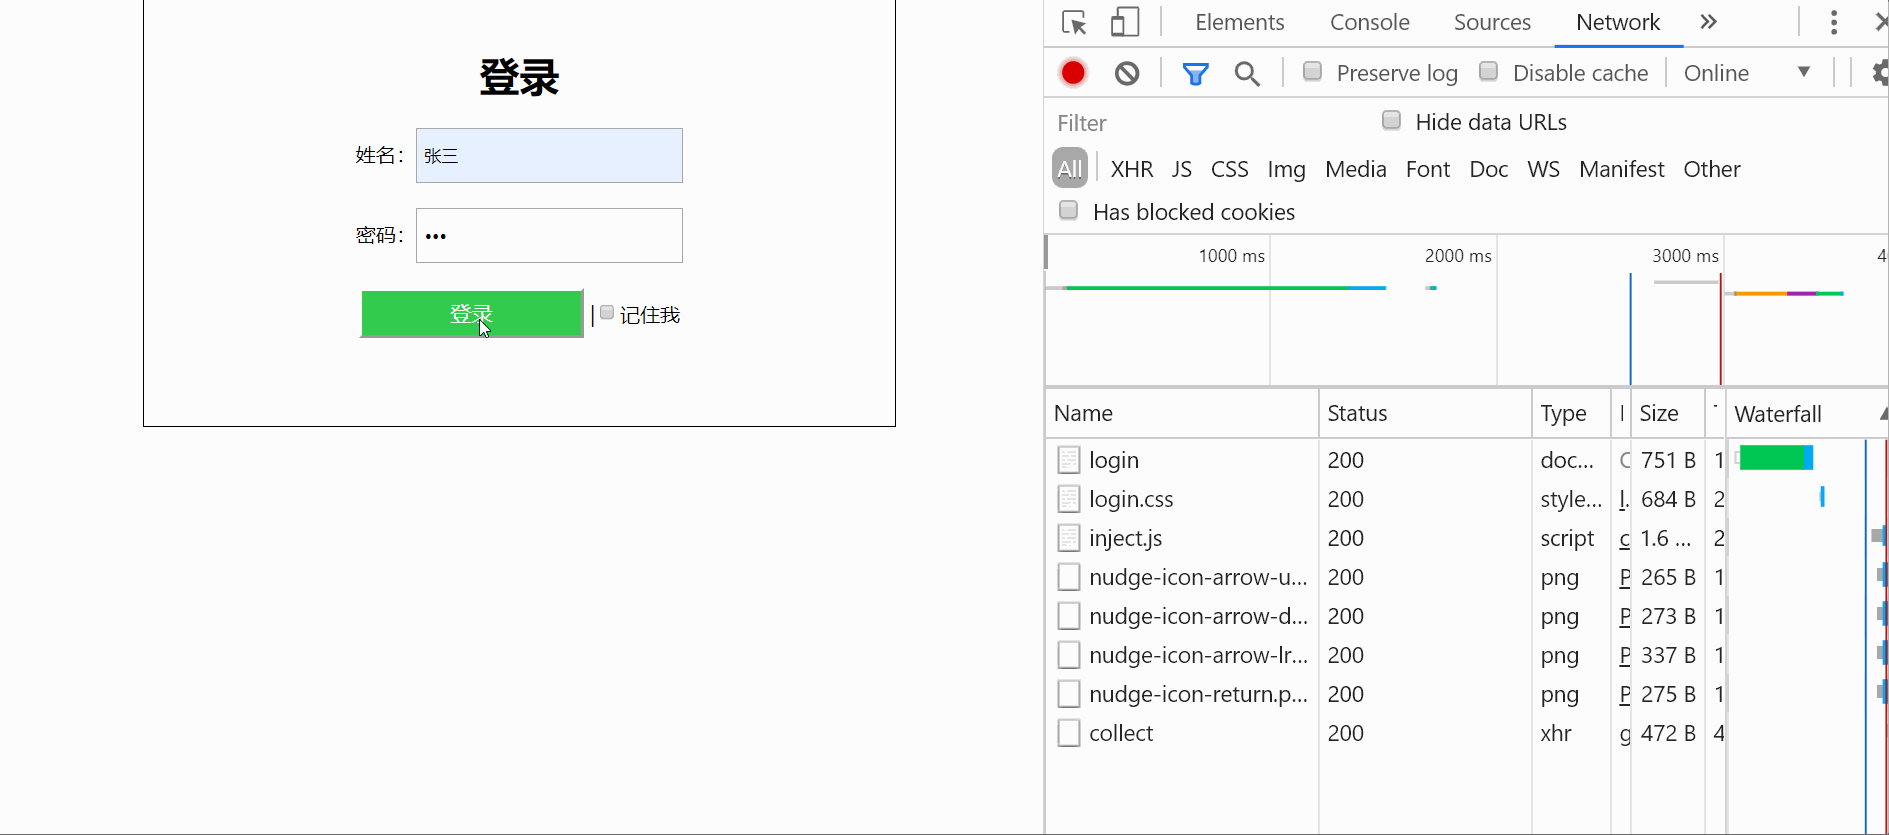 登录
姓名：
张三
密码：
•••
登录
|
记住我
Elements Console Sources Network »
Preserve log Disable cache Online
Filter
Hide data URLs
All XHR JS CSS Img Media Font Doc WS Manifest Other
Has blocked cookies
1000 ms 2000 ms 3000 ms 4
Name Status Type I Size Waterfall
login 200 doc... 751 B 1
login.css 200 style... l. 684 B 2
inject.js 200 script c 1.6 ... 2
nudge-icon-arrow-u... 200 png P 265 B 1
nudge-icon-arrow-d... 200 png P 273 B 1
nudge-icon-arrow-lr... 200 png P 337 B 1
nudge-icon-return.p... 200 png P 275 B 1
collect 200 xhr g 472 B 4